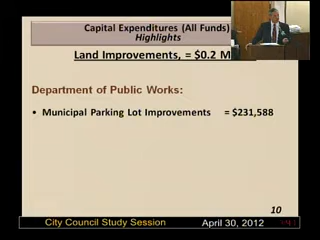 Capital Expenditures (All Funds)
Highlights
Land Improvements, = $0.2 M
Department of Public Works:
• Municipal Parking Lot Improvements = $231,588
10
City Council Study Session April 30, 2012